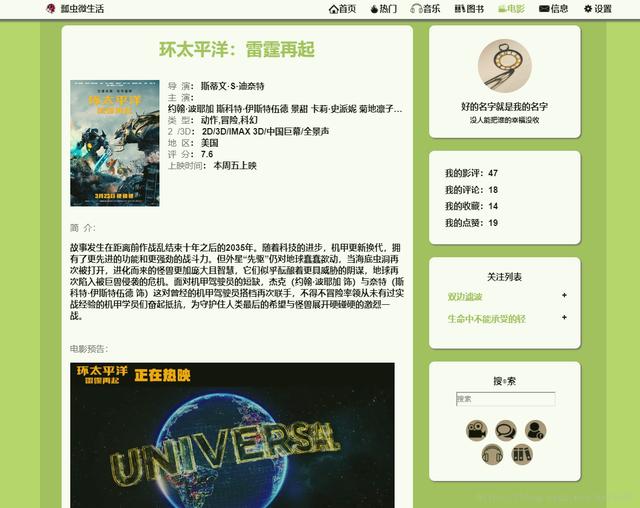 瓢虫微生活
首页 热门 音乐 图书 电影 信息 设置
环太平洋：雷霆再起
导 演： 斯蒂文·S·迪奈特
主 演：
约翰·波耶加 斯科特·伊斯特伍德 景甜 卡莉·史派妮 菊地凛子...
类 型： 动作,冒险,科幻
2 /3D： 2D/3D/IMAX 3D/中国巨幕/全景声
地 区： 美国
评 分： 7.6
上映时间： 本周五上映
环太平洋
雷霆再起
3月23日
简 介：
故事发生在距离前作战乱结束十年之后的2035年。随着科技的进步，机甲更新换代，拥
有了更先进的功能和更强劲的战斗力。但外星“先驱”仍对地球蠢蠢欲动，当海底虫洞再
次被打开，进化而来的怪兽更加庞大且智慧，它们似乎酝酿着更具威胁的阴谋，地球再
次陷入被巨兽侵袭的危机。面对机甲驾驶员的短缺，杰克（约翰·波耶加 饰）与奈特（斯
科特·伊斯特伍德 饰）这对曾经的机甲驾驶员搭档再次联手，不得不冒险率领从未有过实
战经验的机甲学员们奋起抵抗，为守护住人类最后的希望与怪兽展开硬碰硬的激烈一
战。
电影预告：
环太平洋
雷霆再起
正在热映
UNIVERSAL
好的名字就是我的名字
没人能把谁的幸福没收
我的影评：47
我的评论：18
我的收藏：14
我的点赞：19
关注列表
双边滤波 +
生命中不能承受的轻 +
搜®索
搜索